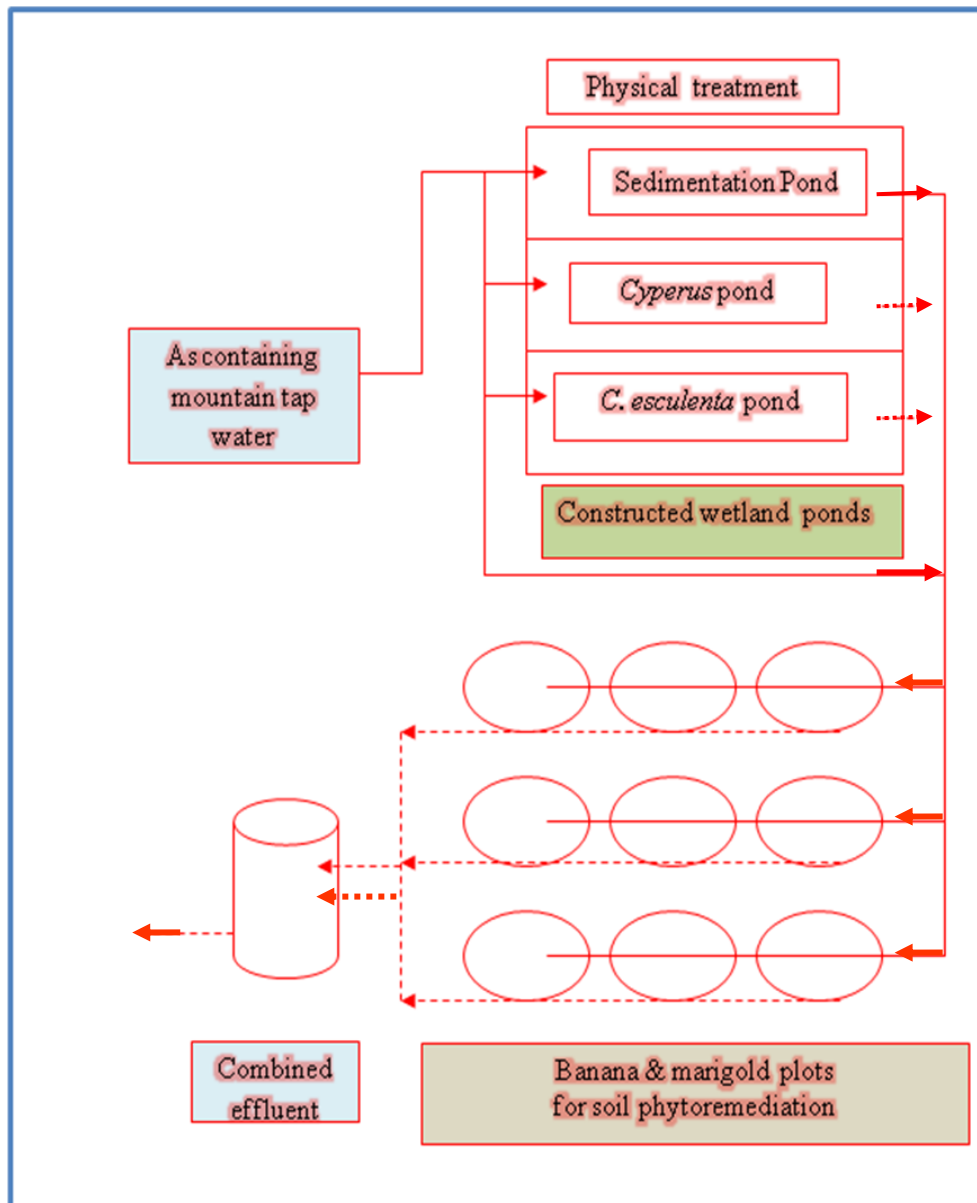 Physical treatment
Sedimentation Pond
Cyperus pond
As containing
mountain tap
water
C. esculenta pond
Constructed wetland ponds
Combined
effluent
Banana & marigold plots
for soil phytoremediation